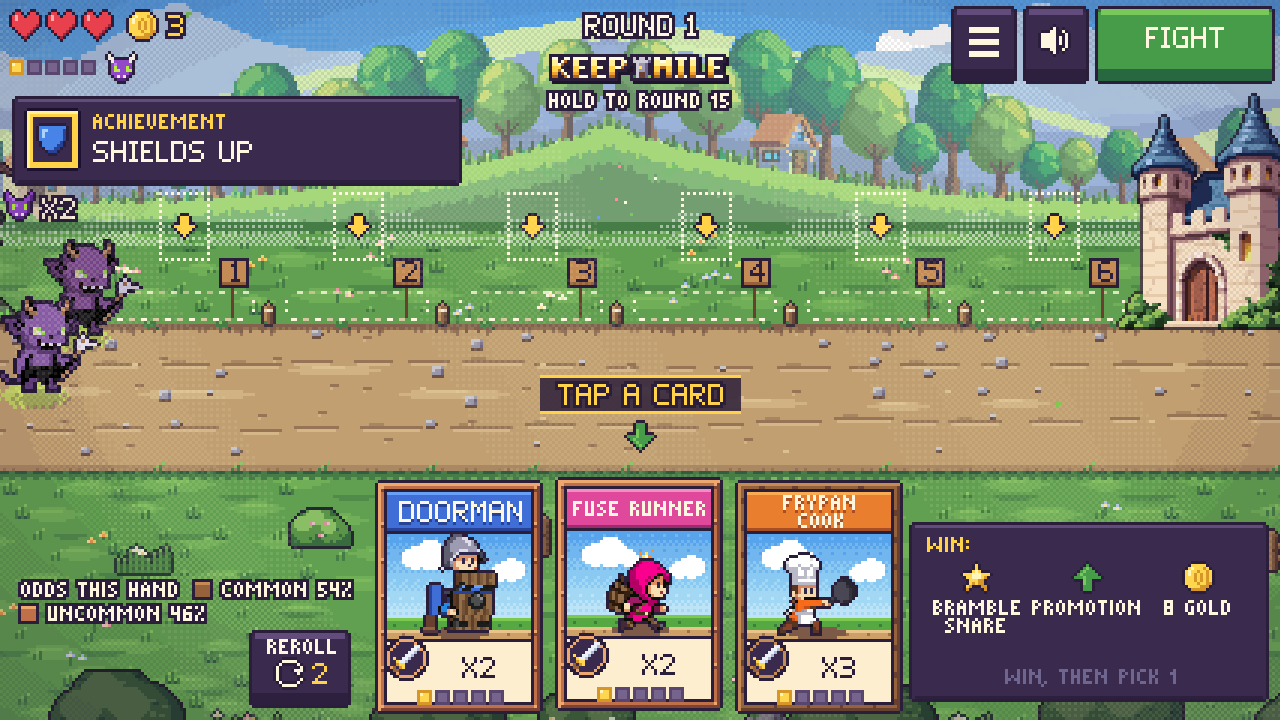 3
ROUND 1
KEEP MILE
HOLD TO ROUND 15
FIGHT
ACHIEVEMENT
SHIELDS UP
X2
1
2
3
4
5
6
TAP A CARD
DOORMAN
X2
FUSE RUNNER
X2
FRYPAN
COOK
X3
ODDS THIS HAND COMMON 54%
UNCOMMON 46%
REROLL
2
WIN:
BRAMBLE
SNARE
PROMOTION
8 GOLD
WIN, THEN PICK 1